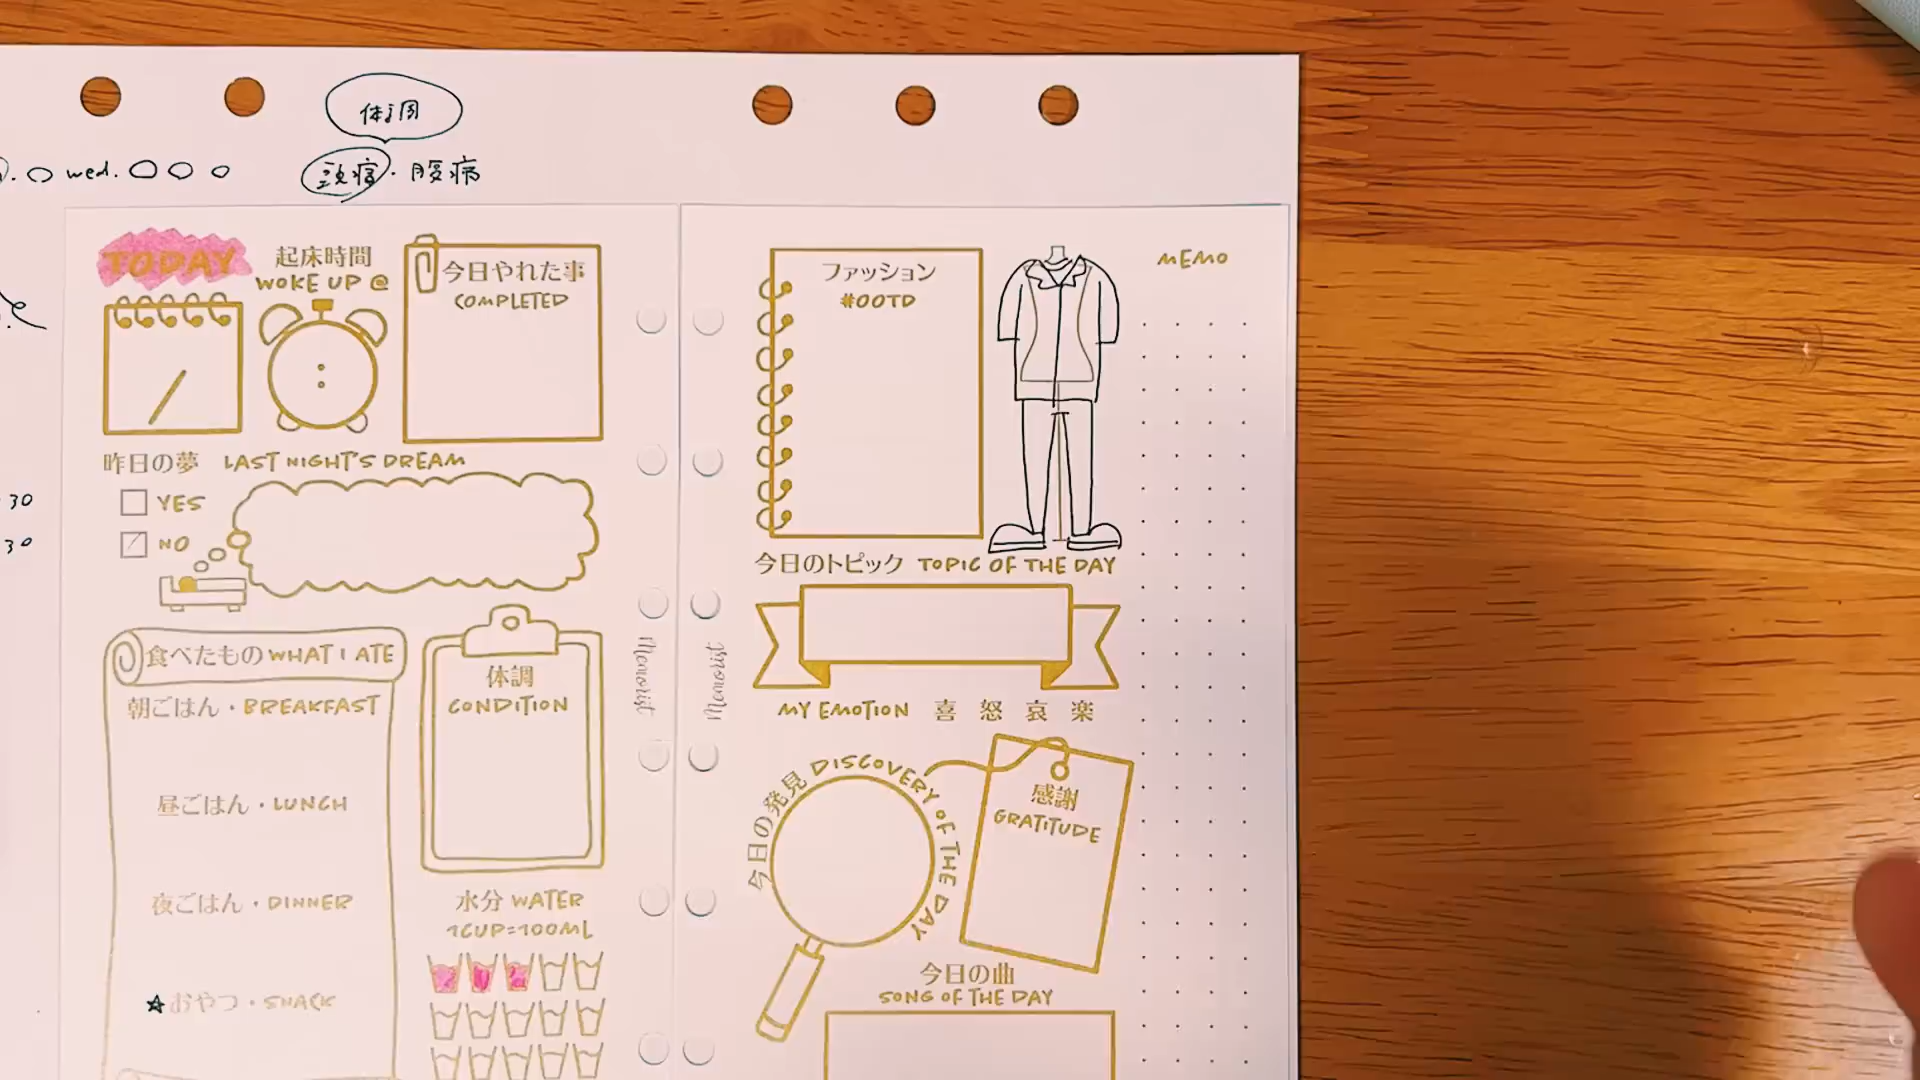 体調
wed.
頭痛・腹痛
TODAY
起床時間
WOKE UP @
今日やれた事
COMPLETED
昨日の夢 LAST NIGHT'S DREAM
YES
NO
30
30
食べたもの WHAT I ATE
朝ごはん・BREAKFAST
昼ごはん・LUNCH
夜ごはん・DINNER
☆おやつ・SNACK
体調
CONDITION
水分 WATER
1CUP=100ML
Memorist
Memorist
ファッション
#OOTD
MEMO
今日のトピック TOPIC OF THE DAY
MY EMOTION 喜 怒 哀 楽
今日の発見 DISCOVERY OF THE DAY
感謝
GRATITUDE
今日の曲
SONG OF THE DAY